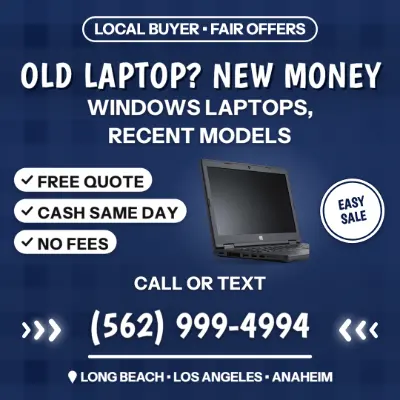 LOCAL BUYER • FAIR OFFERS
OLD LAPTOP? NEW MONEY
WINDOWS LAPTOPS,
RECENT MODELS
FREE QUOTE
CASH SAME DAY
NO FEES
EASY
SALE
CALL OR TEXT
(562) 999-4994
LONG BEACH • LOS ANGELES • ANAHEIM